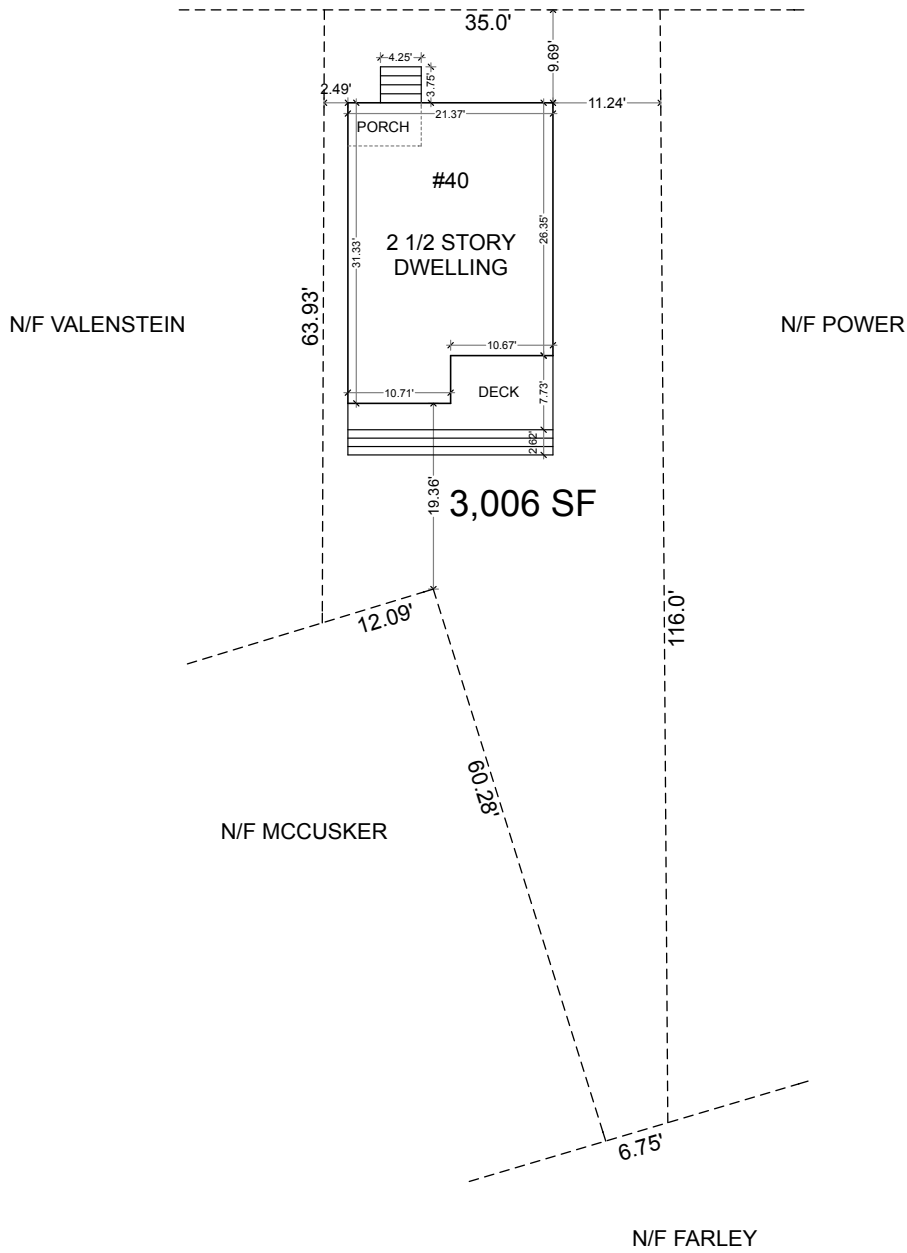 35.0'
4.25'
3.75'
9.69'
2.49'
11.24'
21.37'
PORCH
#40
31.33'
26.35'
2 1/2 STORY
DWELLING
63.93'
N/F VALENSTEIN
N/F POWER
10.67'
10.71'
DECK
7.73'
2.62'
19.36'
3,006 SF
12.09'
116.0'
60.28'
N/F MCCUSKER
6.75'
N/F FARLEY